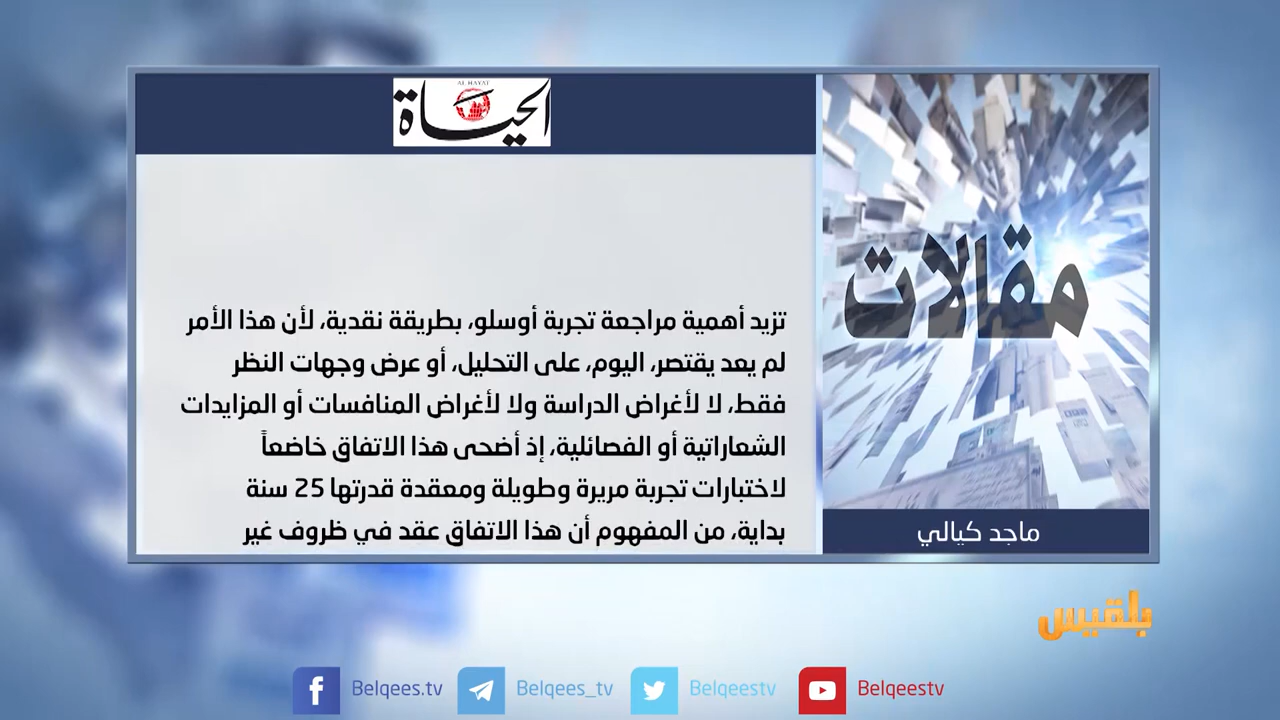 AL HAYAT
الحياة
مقالات
ماجد كيالي
تزيد أهمية مراجعة تجربة أوسلو، بطريقة نقدية، لأن هذا الأمر
لم يعد يقتصر، اليوم، على التحليل، أو عرض وجهات النظر
فقط، لا لأغراض الدراسة ولا لأغراض المنافسات أو المزايدات
الشعاراتية أو الفصائلية، إذ أضحى هذا الاتفاق خاضعاً
لاختبارات تجربة مريرة وطويلة ومعقدة قدرتها 25 سنة
بداية، من المفهوم أن هذا الاتفاق عقد في ظروف غير
بلقيس
Belqees.tv
Belqees_tv
Belqeestv
Belqeestv